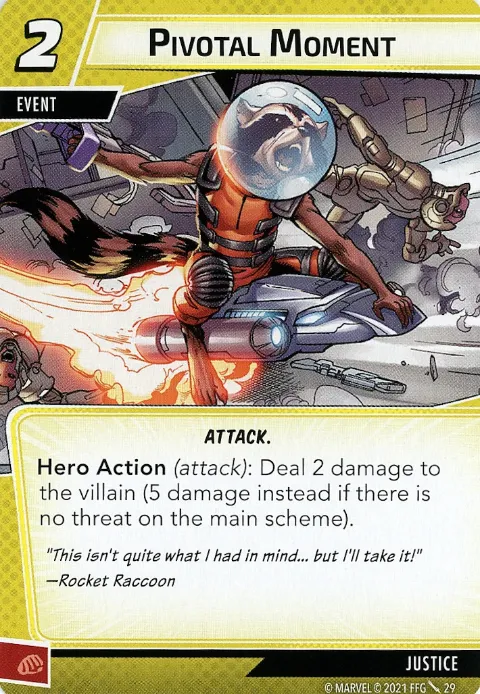 2
PIVOTAL MOMENT
EVENT
ATTACK.
Hero Action (attack): Deal 2 damage to
the villain (5 damage instead if there is
no threat on the main scheme).
"This isn't quite what I had in mind... but I'll take it!"
—Rocket Raccoon
JUSTICE
© MARVEL © 2021 FFG 29